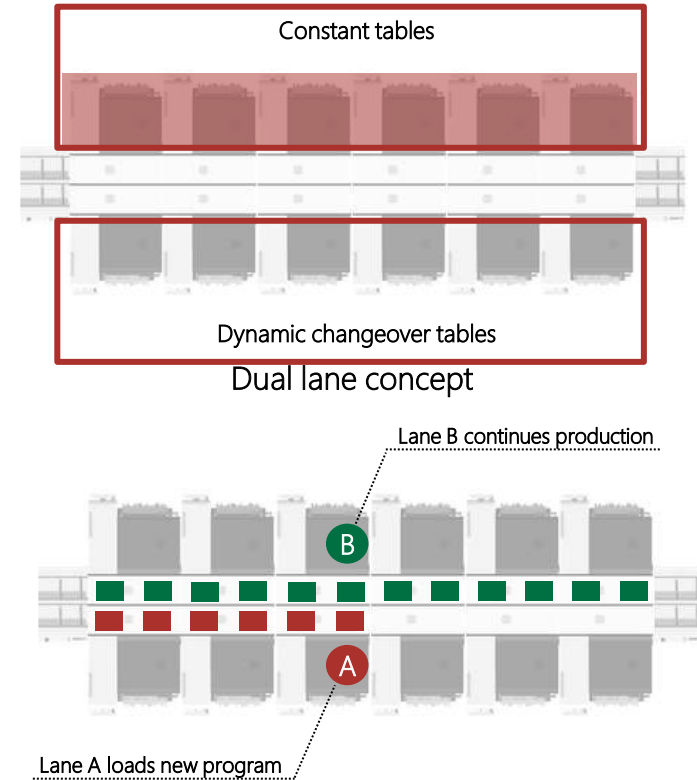 Constant tables
Dynamic changeover tables
Dual lane concept
Lane B continues production
B
A
Lane A loads new program